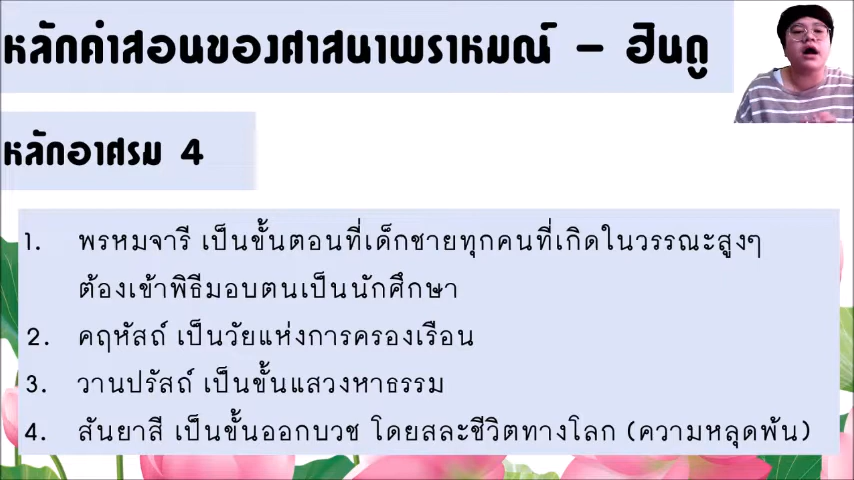 หลักคำสอนของศาสนาพราหมณ์ – ฮินดู
หลักอาศรม 4
1. พรหมจารี เป็นขั้นตอนที่เด็กชายทุกคนที่เกิดในวรรณะสูงๆ
ต้องเข้าพิธีมอบตนเป็นนักศึกษา
2. คฤหัสถ์ เป็นวัยแห่งการครองเรือน
3. วานปรัสถ์ เป็นขั้นแสวงหาธรรม
4. สันยาสี เป็นขั้นออกบวช โดยสละชีวิตทางโลก (ความหลุดพ้น)